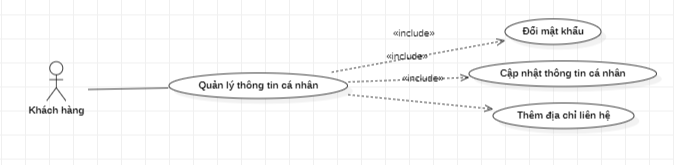 «include»
Đổi mật khẩu
«include»
Cập nhật thông tin cá nhân
«include»
Quản lý thông tin cá nhân
Khách hàng
Thêm địa chỉ liên hệ